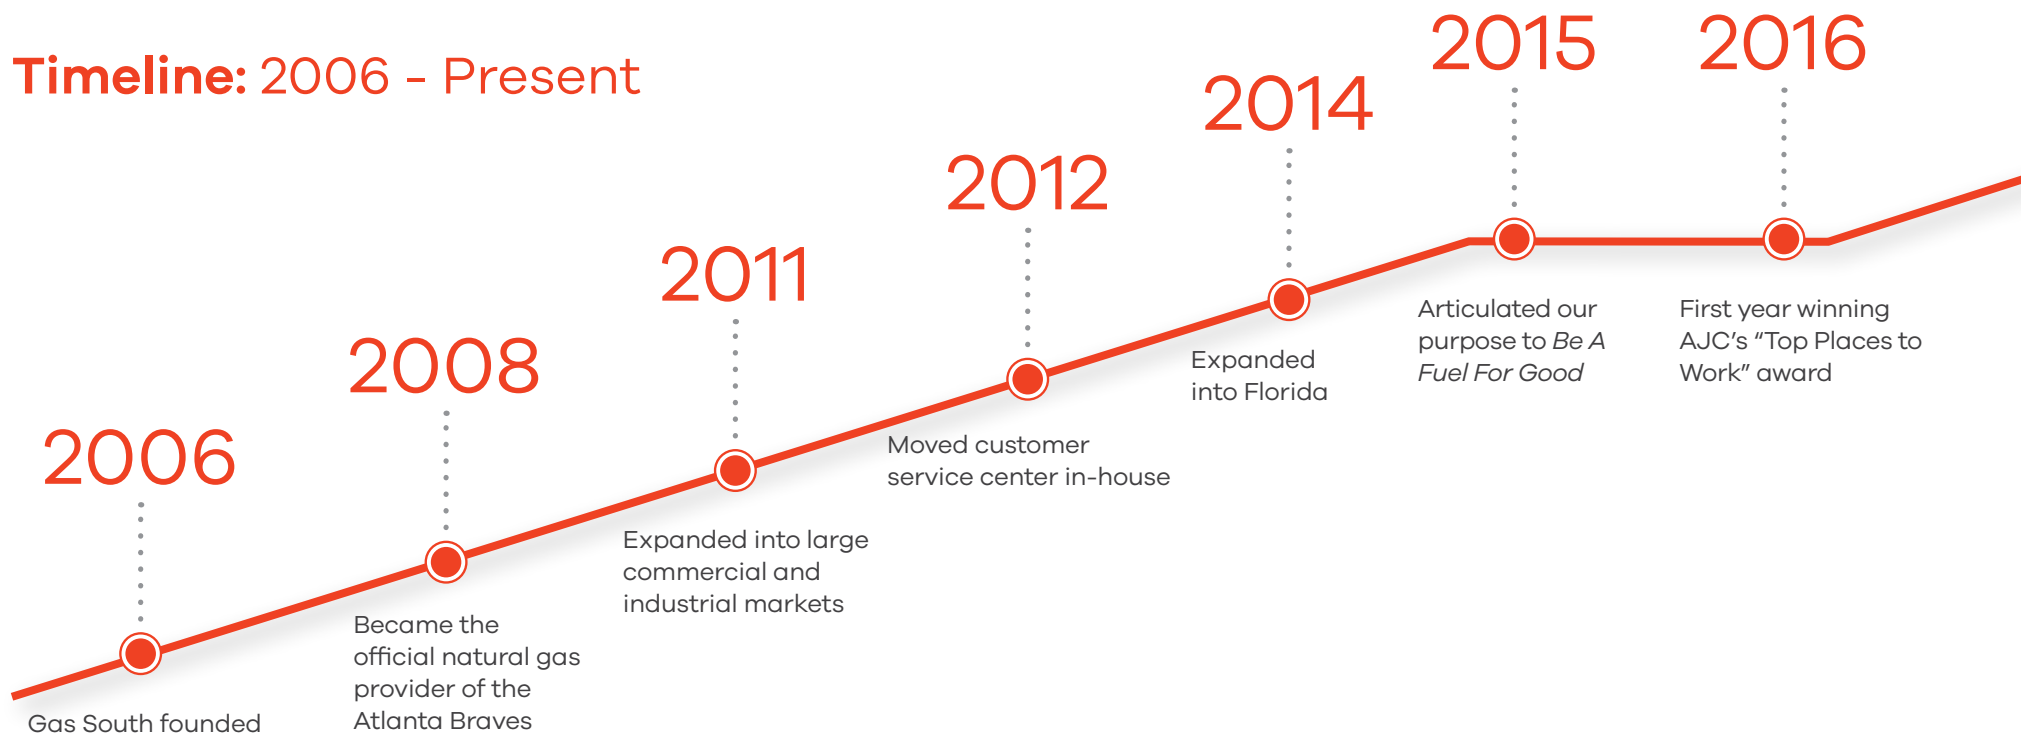 Timeline: 2006 - Present
2006
Gas South founded
2008
Became the
official natural gas
provider of the
Atlanta Braves
2011
Expanded into large
commercial and
industrial markets
2012
Moved customer
service center in-house
2014
Expanded
into Florida
2015
Articulated our
purpose to Be A
Fuel For Good
2016
First year winning
AJC’s “Top Places to
Work” award